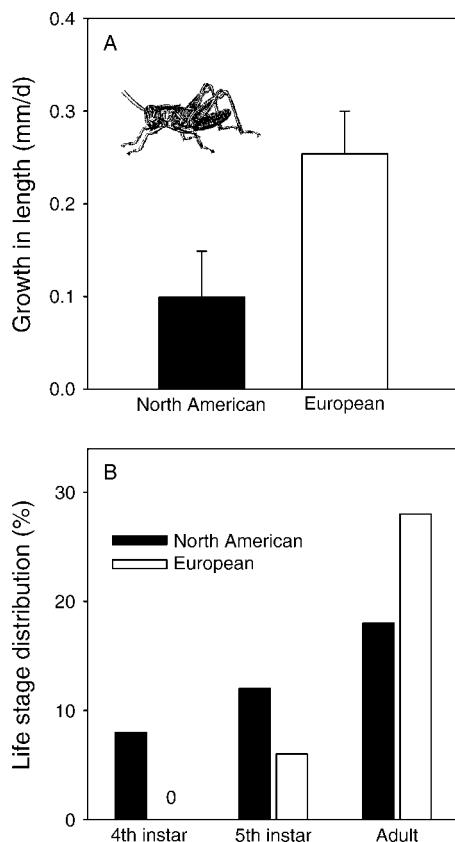 A
0.4
0.3
0.2
0.1
0.0
Growth in length (mm/d)
North American
European
B
30
20
10
0
Life stage distribution (%)
North American
European
0
4th instar
5th instar
Adult